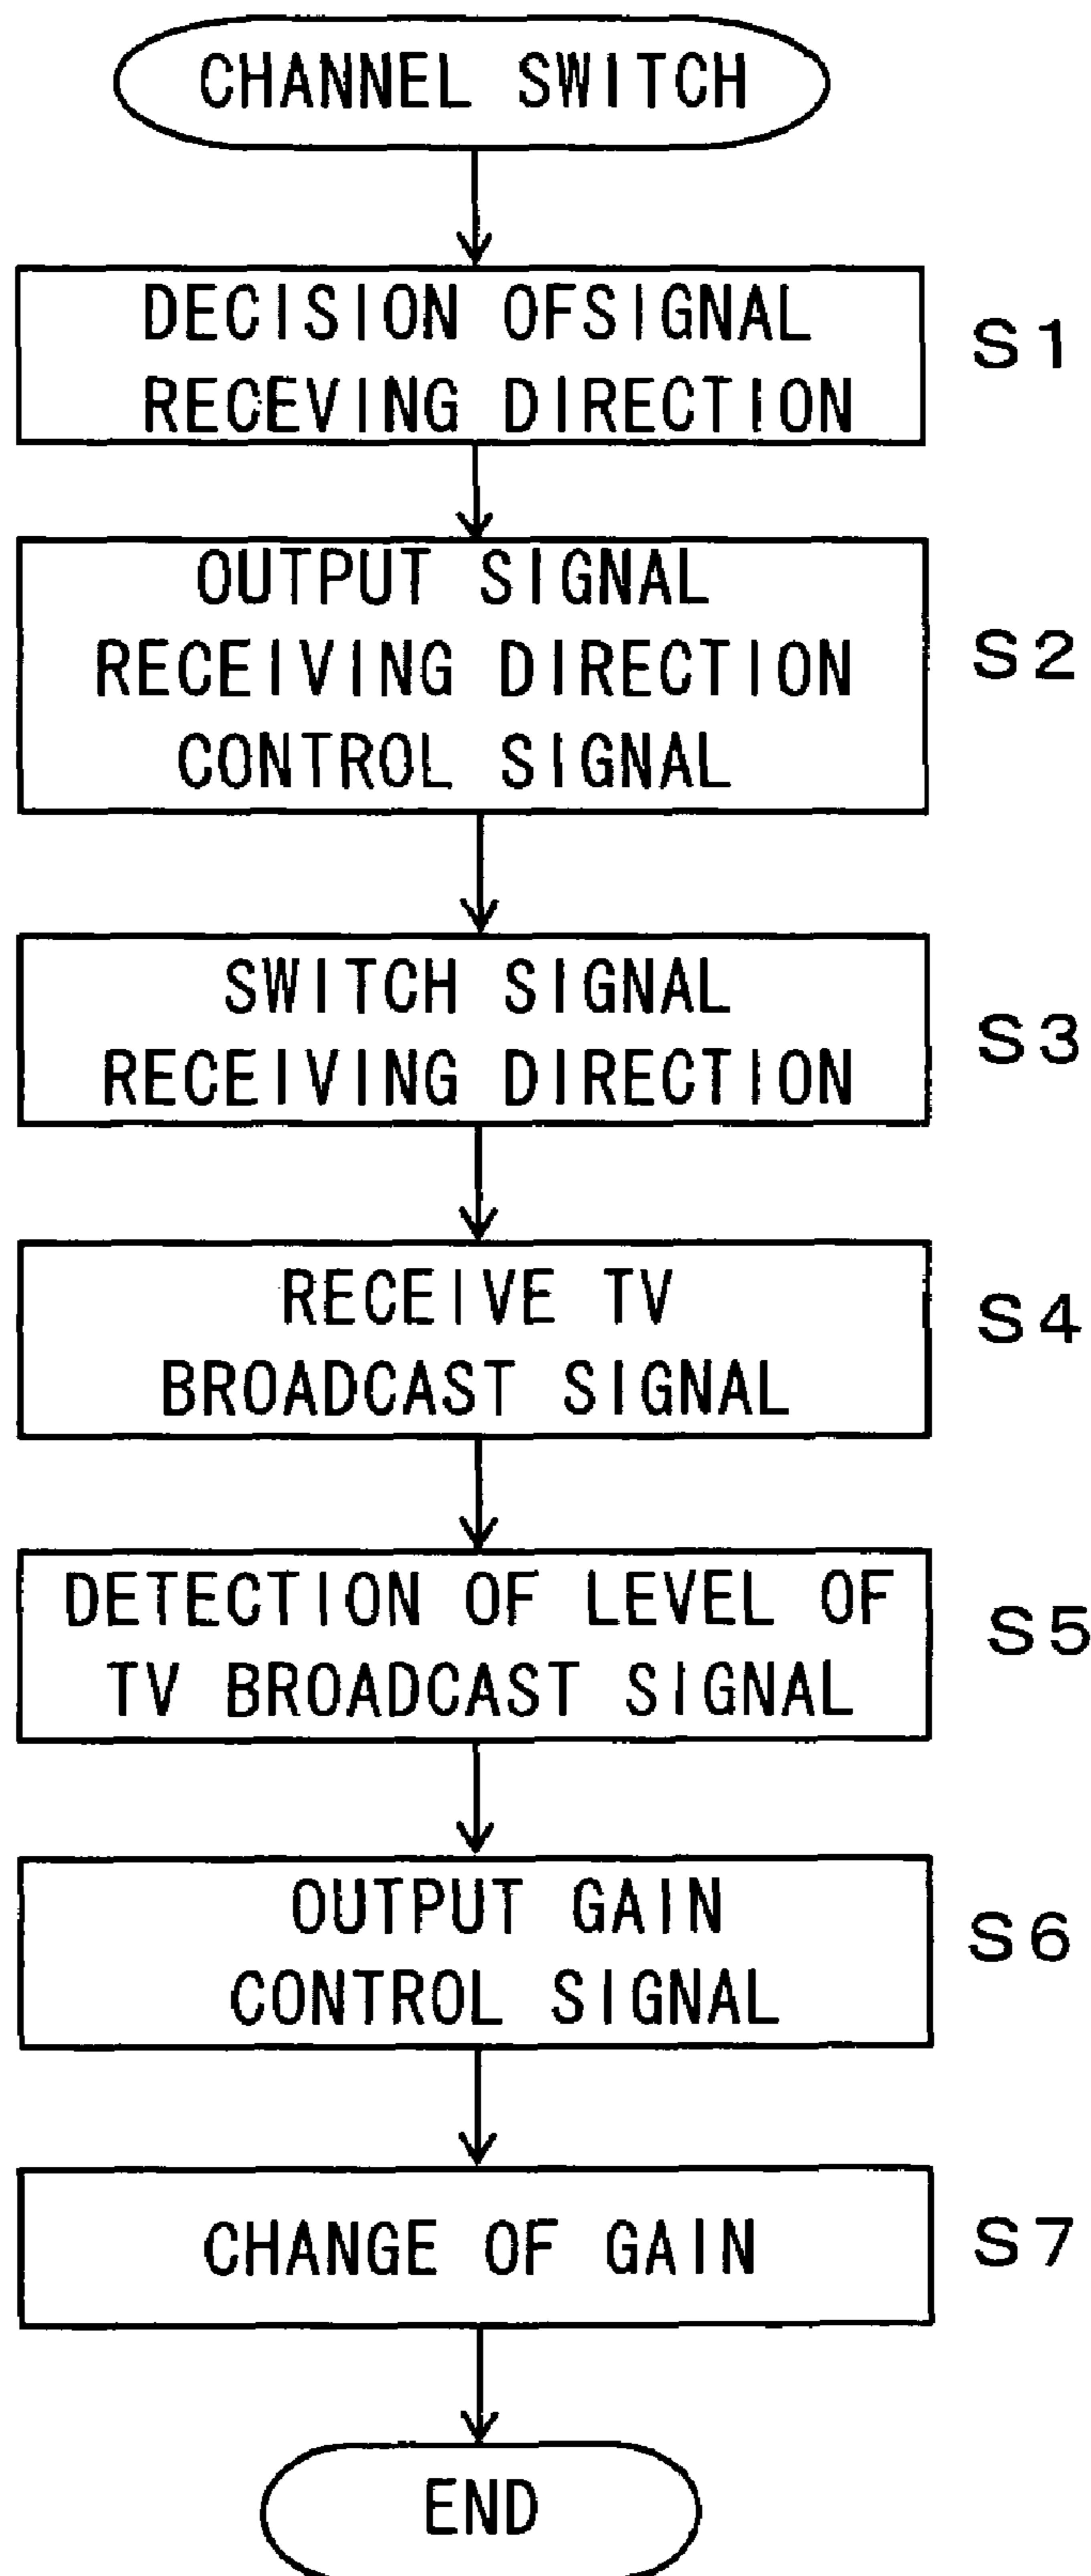 CHANNEL SWITCH
DECISION OFSIGNAL
RECEVING DIRECTION
S1
OUTPUT SIGNAL
RECEIVING DIRECTION
CONTROL SIGNAL
S2
SWITCH SIGNAL
RECEIVING DIRECTION
S3
RECEIVE TV
BROADCAST SIGNAL
S4
DETECTION OF LEVEL OF
TV BROADCAST SIGNAL
S5
OUTPUT GAIN
CONTROL SIGNAL
S6
CHANGE OF GAIN
S7
END